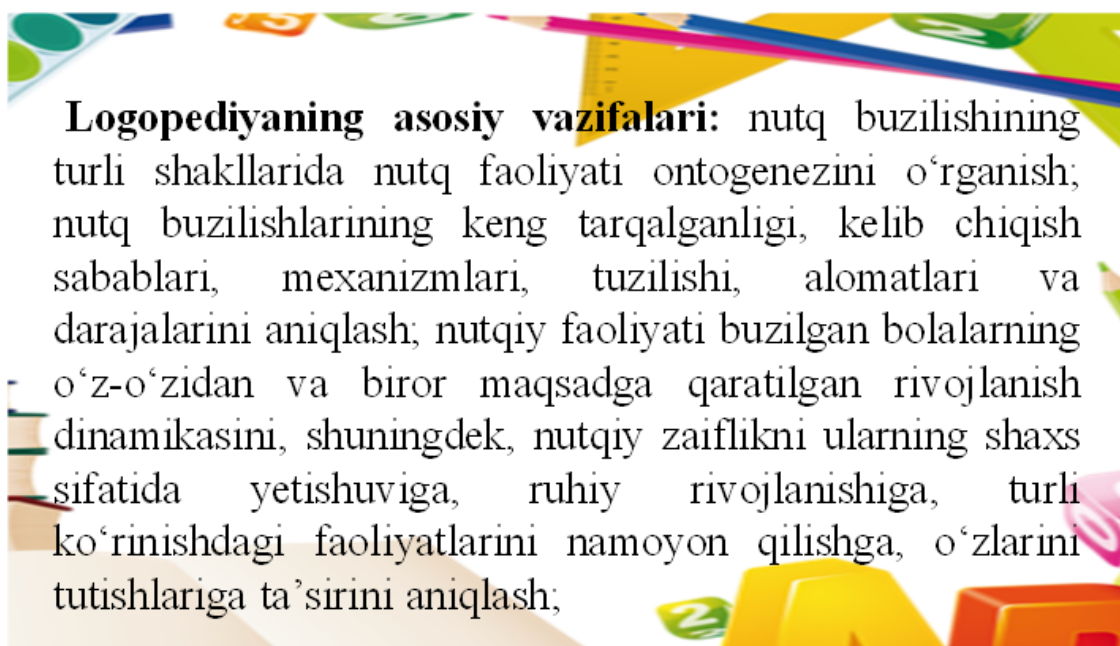 Logopediyaning asosiy vazifalari: nutq buzilishining
turli shakllarida nutq faoliyati ontogenezini o‘rganish;
nutq buzilishlarining keng tarqalganligi, kelib chiqish
sabablari, mexanizmlari, tuzilishi, alomatlari va
darajalarini aniqlash; nutqiy faoliyati buzilgan bolalarning
o‘z-o‘zidan va biror maqsadga qaratilgan rivojlanish
dinamikasini, shuningdek, nutqiy zaiflikni ularning shaxs
sifatida yetishuviga, ruhiy rivojlanishiga, turli
ko‘rinishdagi faoliyatlarini namoyon qilishga, o‘zlarini
tutishlariga ta’sirini aniqlash;